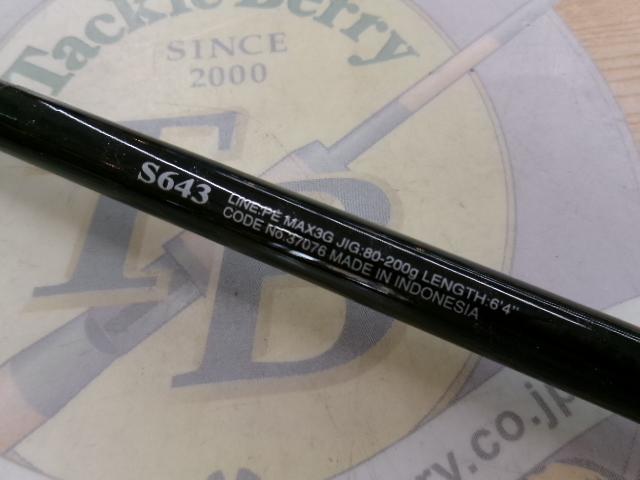 Tackle Berry
SINCE
2000
TB
S643
LINE:PE MAX3G JIG:80-200g LENGTH:6'4"
CODE No.37076 MADE IN INDONESIA
rry.co.jp